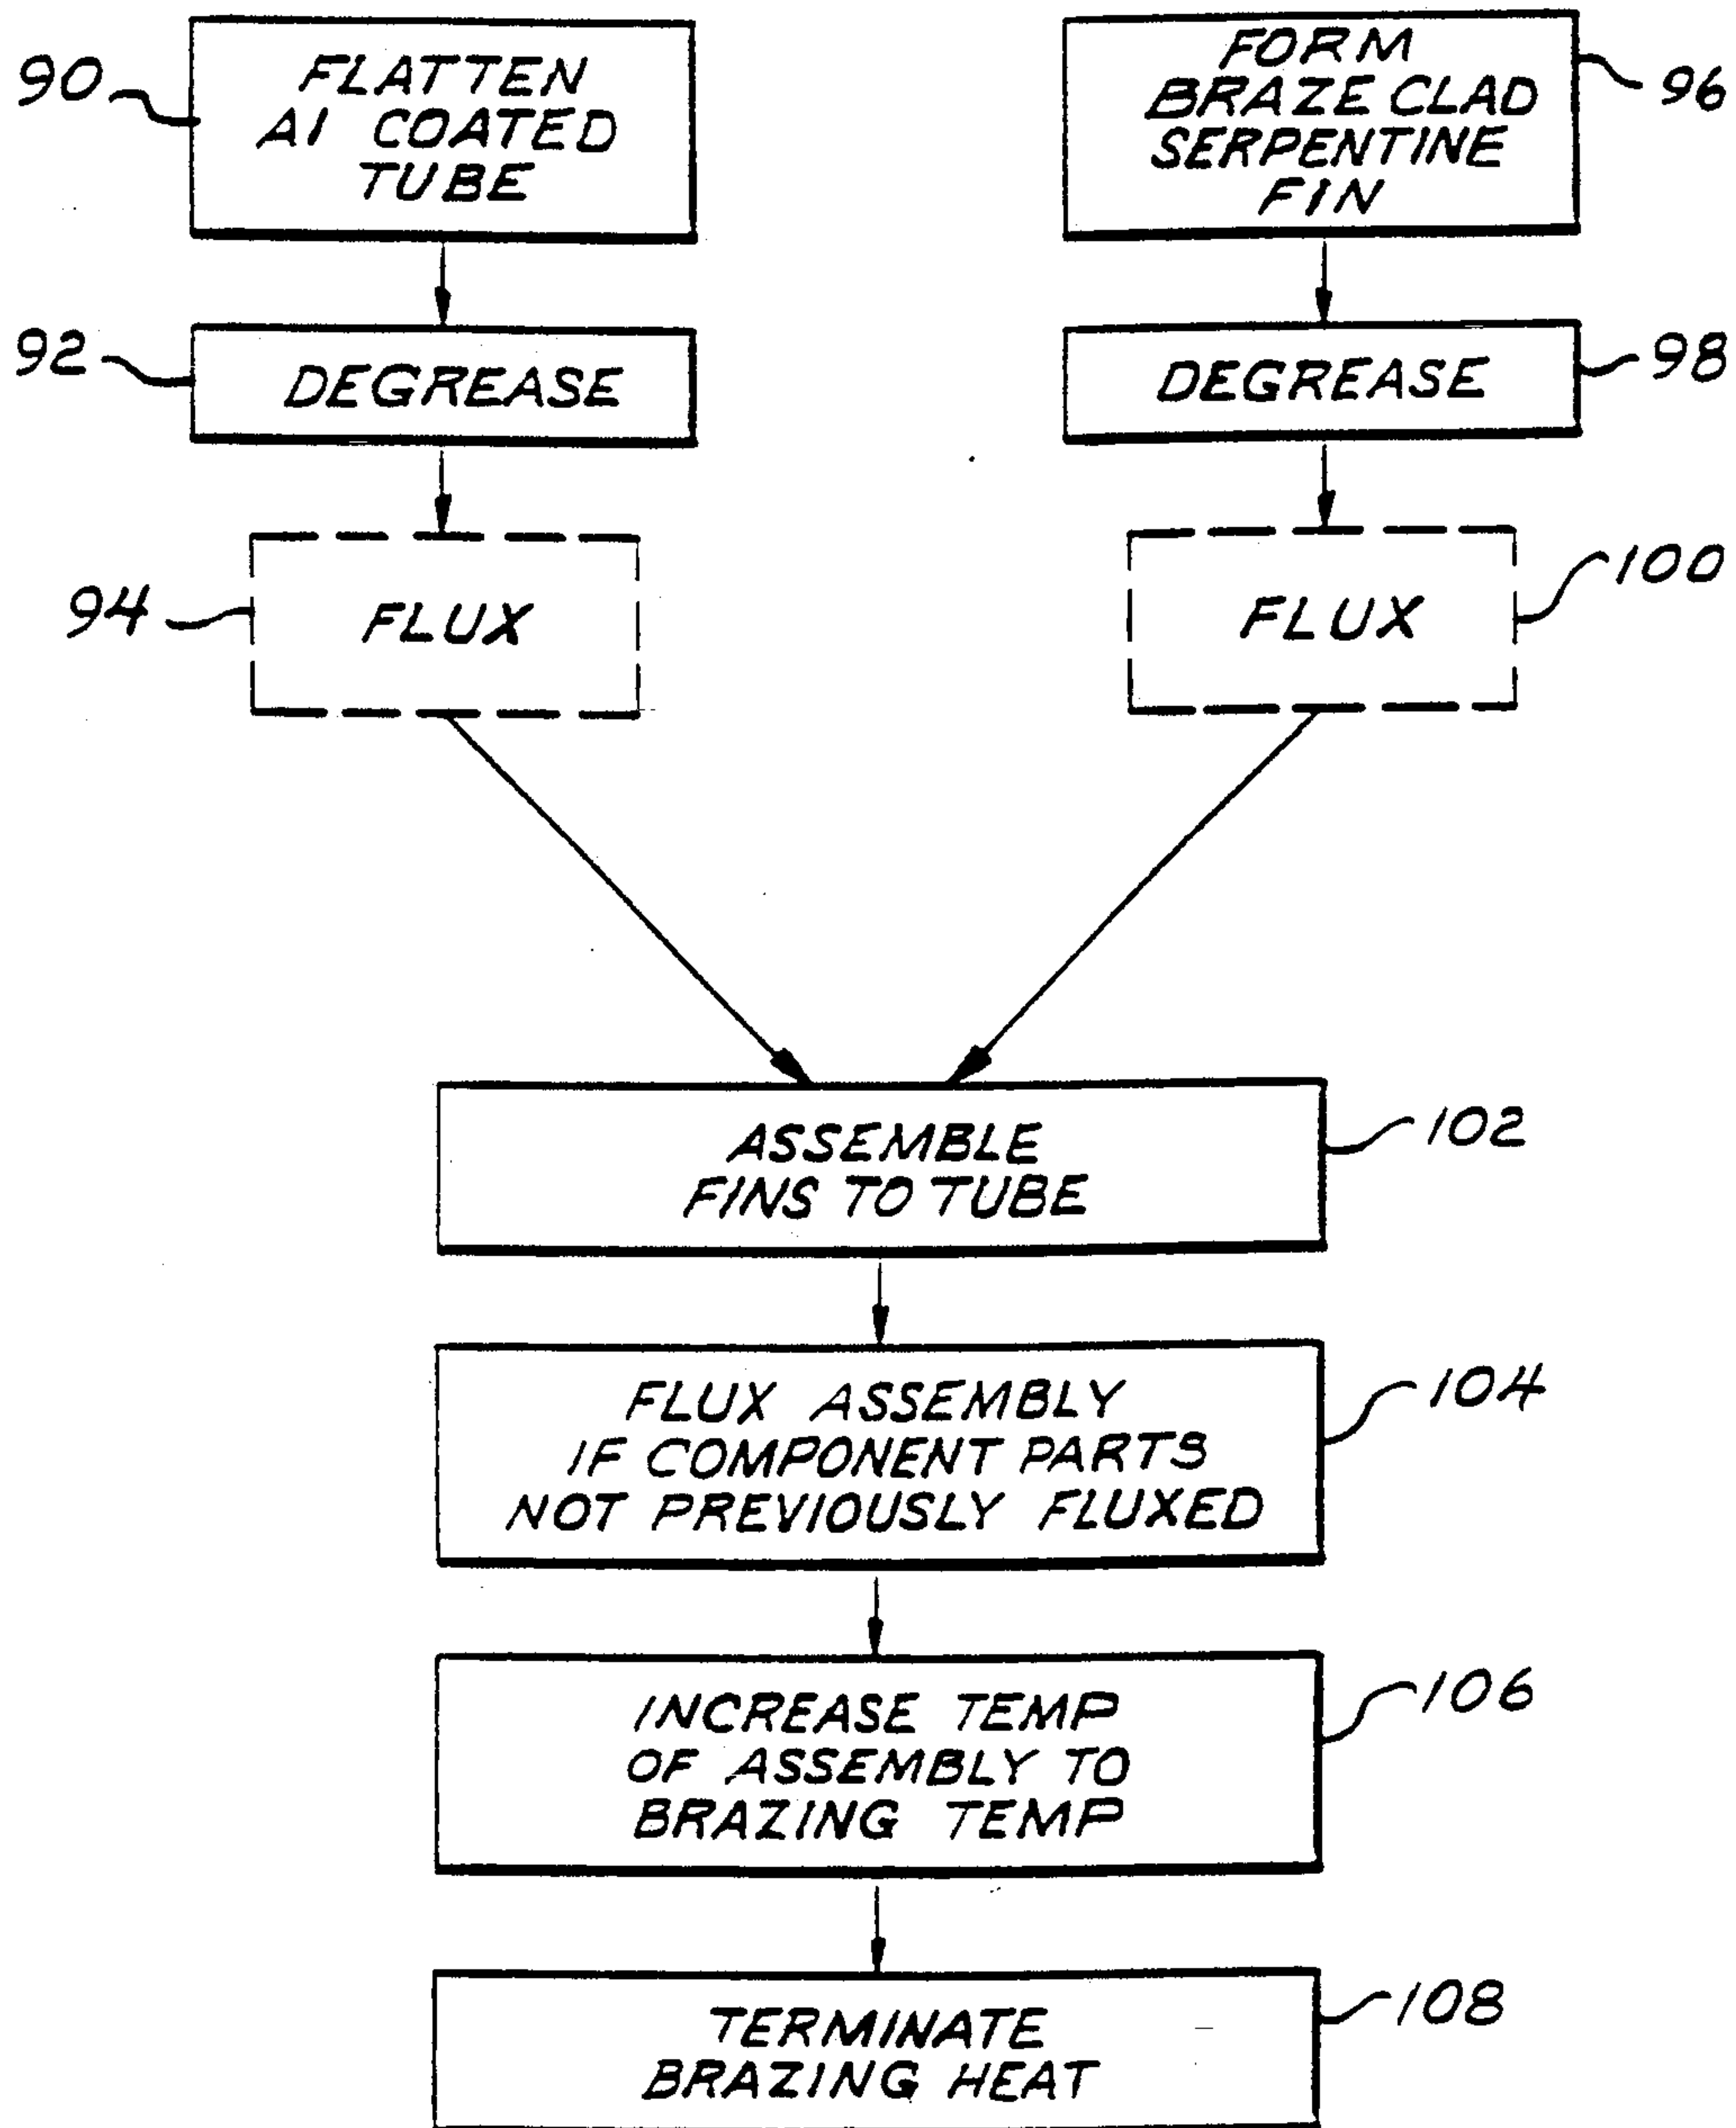 90
FLATTEN
Al COATED
TUBE
92
DEGREASE
94
FLUX
FORM
BRAZE CLAD
SERPENTINE
FIN
96
DEGREASE
98
FLUX
100
ASSEMBLE
FINS TO TUBE
102
FLUX ASSEMBLY
IF COMPONENT PARTS
NOT PREVIOUSLY FLUXED
104
INCREASE TEMP
OF ASSEMBLY TO
BRAZING TEMP
106
TERMINATE
BRAZING HEAT
108